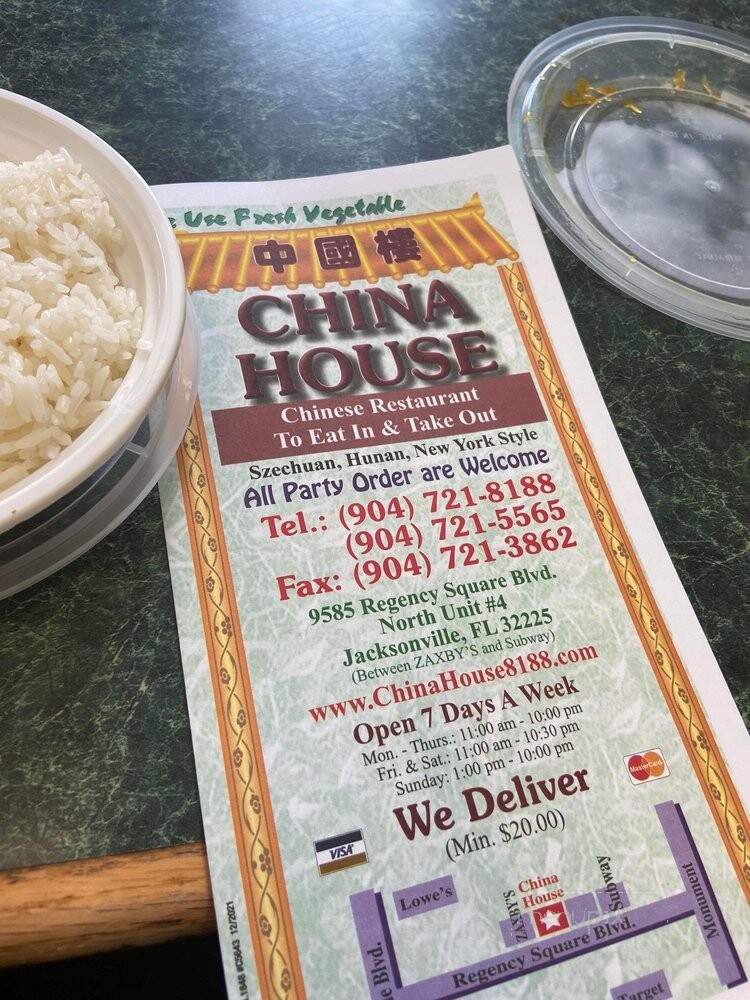 Use Fresh Vegetable
中國樓
CHINA
HOUSE
Chinese Restaurant
To Eat In & Take Out
Szechuan, Hunan, New York Style
All Party Order are Welcome
Tel.: (904) 721-8188
(904) 721-5565
Fax: (904) 721-3862
9585 Regency Square Blvd.
North Unit #4
Jacksonville, FL 32225
(Between ZAXBY'S and Subway)
www.ChinaHouse8188.com
Open 7 Days A Week
Mon. - Thurs.: 11:00 am - 10:00 pm
Fri. & Sat.: 11:00 am - 10:30 pm
Sunday: 1:00 pm - 10:00 pm
We Deliver
(Min. $20.00)
MasterCard
VISA
Lowe's
ZAXBY'S
China
House
Subway
Monument
Regency Square Blvd.
Blvd.
Target
#C5643 12/2021